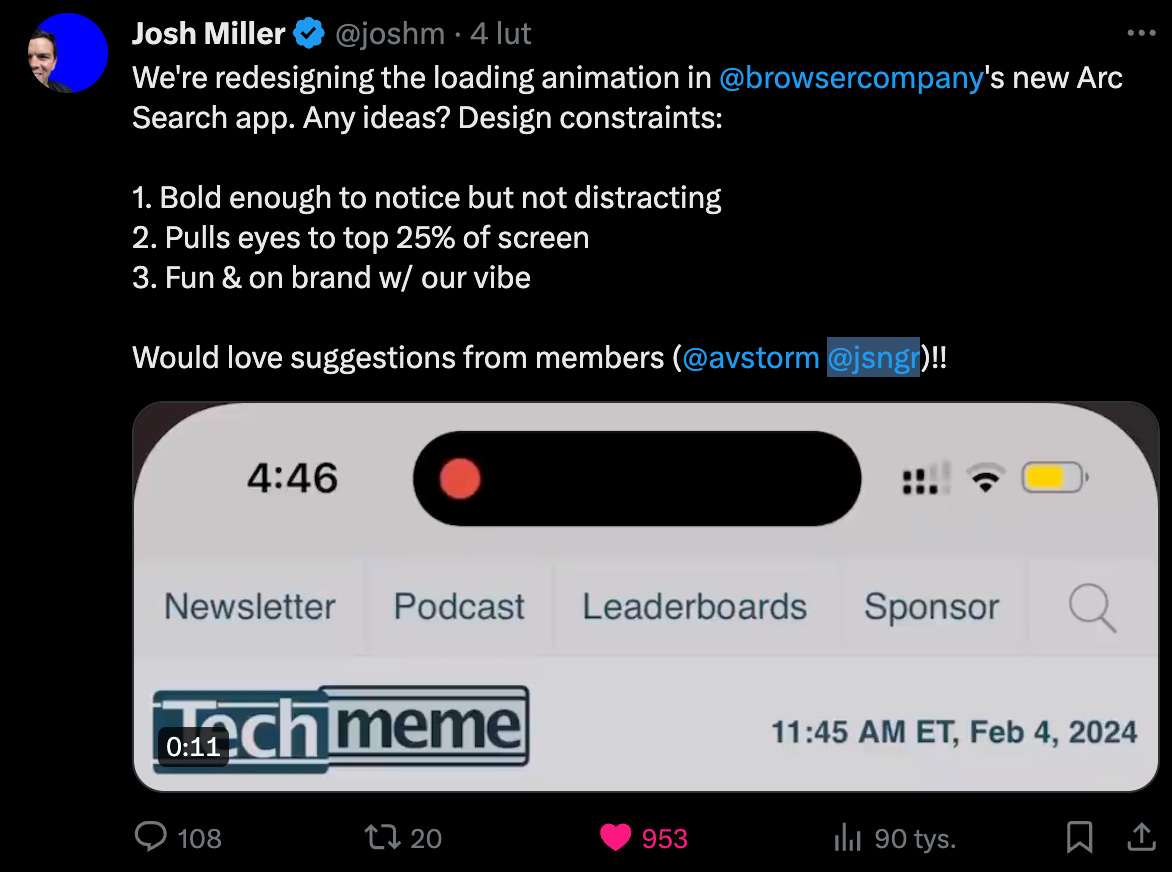 Josh Miller @joshm · 4 lut
We're redesigning the loading animation in @browsercompany's new Arc
Search app. Any ideas? Design constraints:
1. Bold enough to notice but not distracting
2. Pulls eyes to top 25% of screen
3. Fun & on brand w/ our vibe
Would love suggestions from members (@avstorm @jsngr)!!
4:46
Newsletter Podcast Leaderboards Sponsor
Techmeme
11:45 AM ET, Feb 4, 2024
0:11
108 20 953 90 tys.